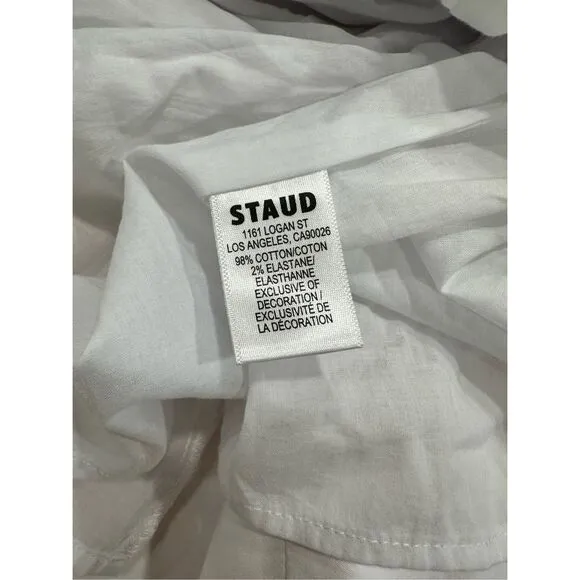 STAUD
1161 LOGAN ST
LOS ANGELES, CA90026
98% COTTON/COTON
2% ELASTANE/
ELASTHANNE
EXCLUSIVE OF
DECORATION/
EXCLUSIVITÉ DE
LA DÉCORATION